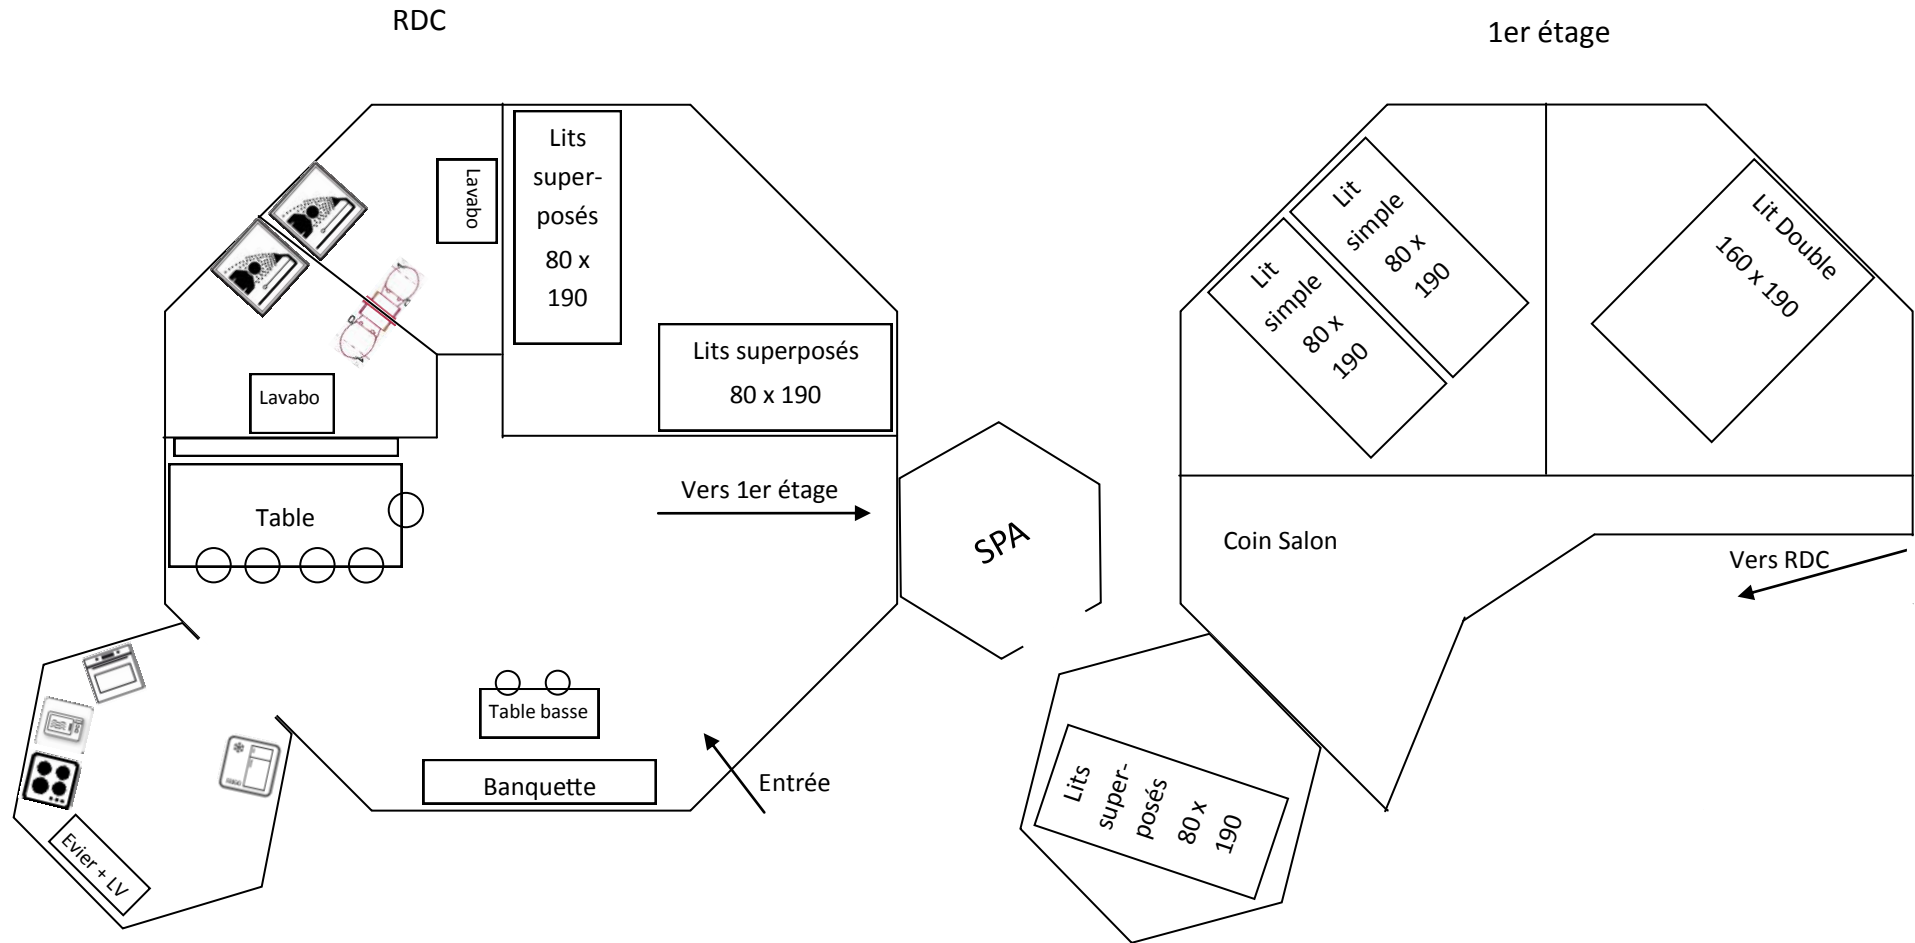 RDC
1er étage
Lits
super-
posés
80 x
190
Lavabo
Lits superposés
80 x 190
Lavabo
Table
Vers 1er étage
SPA
Table basse
Banquette
Entrée
Evier + LV
Lit
simple
80 x
190
Lit
simple
80 x
190
Lit Double
160 x 190
Coin Salon
Vers RDC
Lits
super-
posés
80 x
190